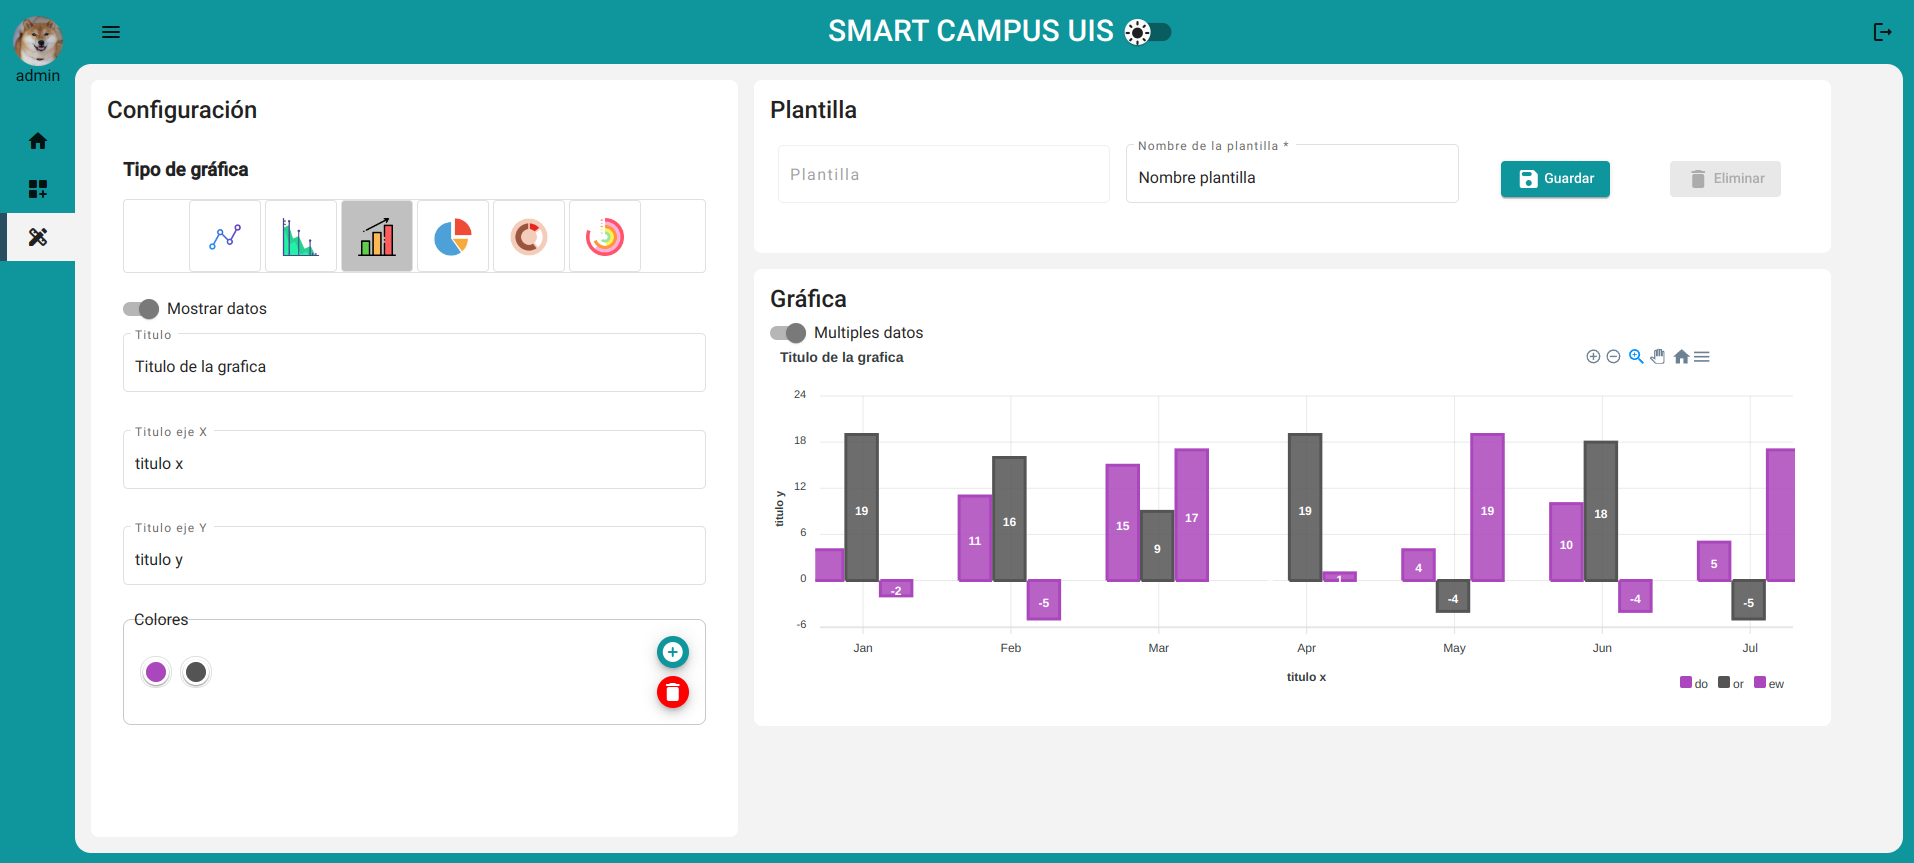 SMART CAMPUS UIS
admin
Configuración
Tipo de gráfica
Mostrar datos
Titulo
Titulo de la grafica
Titulo eje X
titulo x
Titulo eje Y
titulo y
Colores
Plantilla
Plantilla
Nombre de la plantilla *
Nombre plantilla
Guardar
Eliminar
Gráfica
Multiples datos
Titulo de la grafica
24
18
12
6
0
-6
titulo y
19
-2
11
16
-5
15
9
17
19
1
4
-4
19
10
18
-4
5
-5
Jan
Feb
Mar
Apr
May
Jun
Jul
titulo x
do
or
ew